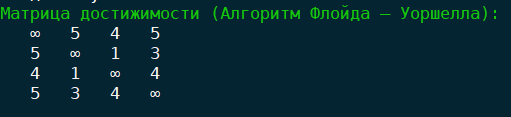 Матрица достижимости (Алгоритм Флойда – Уоршелла):
∞ 5 4 5
5 ∞ 1 3
4 1 ∞ 4
5 3 4 ∞